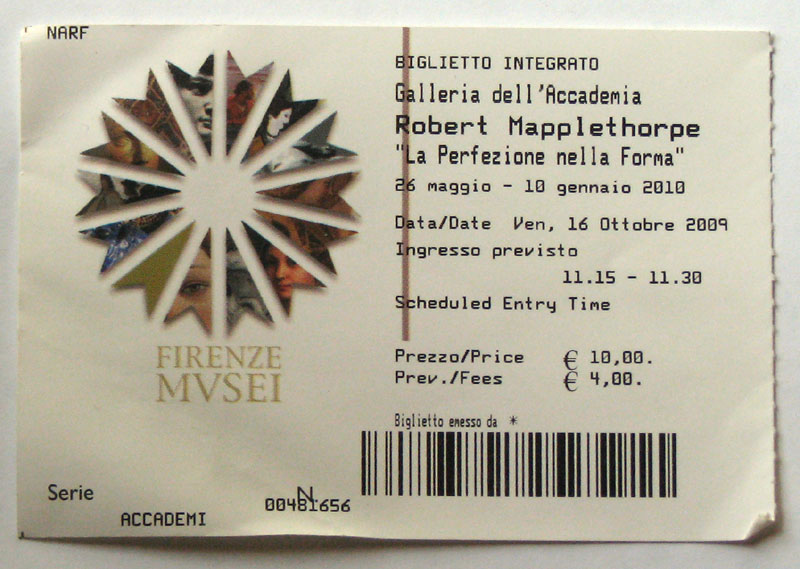 NARF
BIGLIETTO INTEGRATO
Galleria dell'Accademia
Robert Mapplethorpe
"La Perfezione nella Forma"
26 maggio - 10 gennaio 2010
Data/Date Ven, 16 Ottobre 2009
Ingresso previsto
11.15 - 11.30
Scheduled Entry Time
Prezzo/Price € 10,00.
Prev./Fees € 4,00.
Biglietto emesso da *
FIRENZE
MVSEI
Serie
ACCADEMI
N
00481656